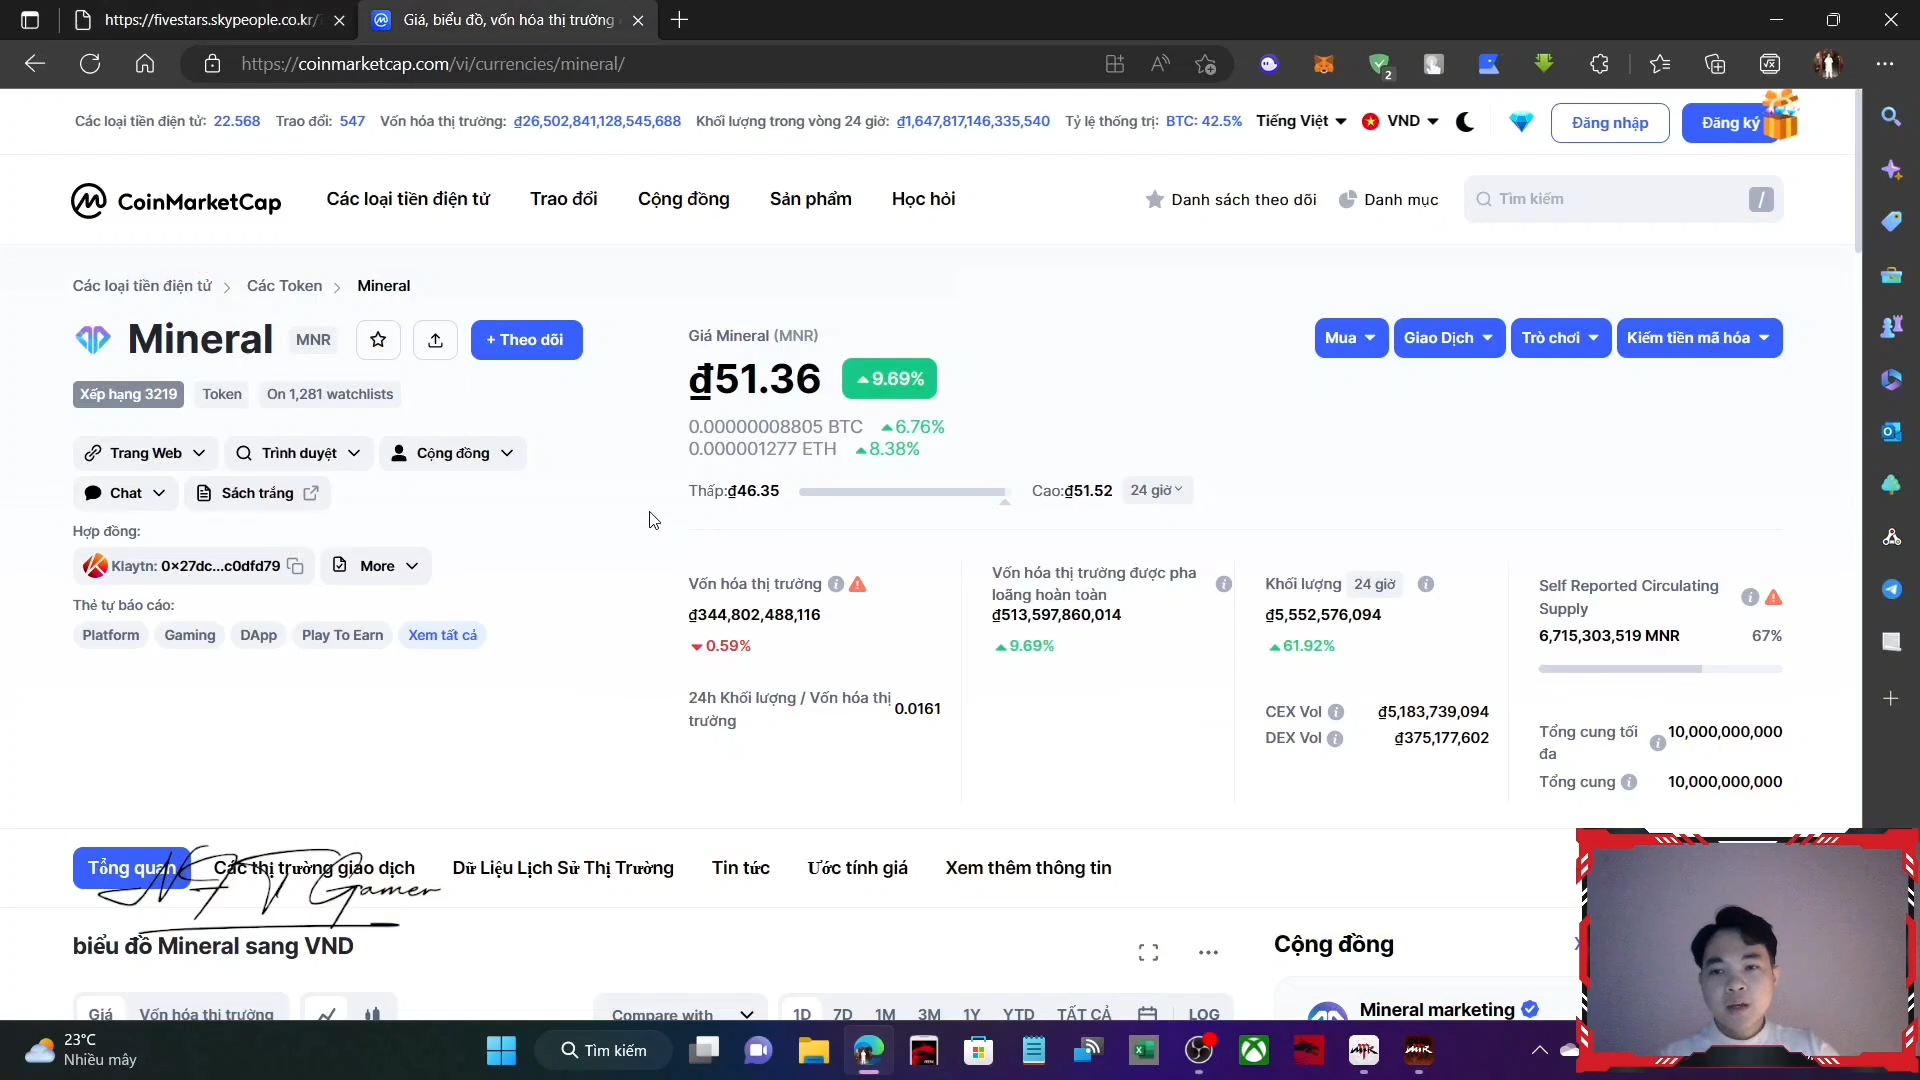 https://fivestars.skypeople.co.kr/
Giá, biểu đồ, vốn hóa thị trường
https://coinmarketcap.com/vi/currencies/mineral/
2
Các loại tiền điện tử: 22.568 Trao đổi: 547 Vốn hóa thị trường: ₫26,502,841,128,545,688 Khối lượng trong vòng 24 giờ: ₫1,647,817,146,335,540 Tỷ lệ thống trị: BTC: 42.5% Tiếng Việt VND Đăng nhập Đăng ký
CoinMarketCap Các loại tiền điện tử Trao đổi Cộng đồng Sản phẩm Học hỏi Danh sách theo dõi Danh mục Tìm kiếm /
Các loại tiền điện tử > Các Token > Mineral
Mineral MNR + Theo dõi
Xếp hạng 3219 Token On 1,281 watchlists
Trang Web Trình duyệt Cộng đồng
Chat Sách trắng
Hợp đồng:
Klaytn: 0x27dc...c0dfd79 More
Thẻ tự báo cáo:
Platform Gaming DApp Play To Earn Xem tất cả
Giá Mineral (MNR)
₫51.36 9.69%
0.00000008805 BTC 6.76%
0.000001277 ETH 8.38%
Thấp:₫46.35 Cao:₫51.52 24 giờ
Mua Giao Dịch Trò chơi Kiếm tiền mã hóa
Vốn hóa thị trường
₫344,802,488,116
0.59%
24h Khối lượng / Vốn hóa thị trường 0.0161
Vốn hóa thị trường được pha
loãng hoàn toàn
₫513,597,860,014
9.69%
Khối lượng 24 giờ
₫5,552,576,094
61.92%
CEX Vol ₫5,183,739,094
DEX Vol ₫375,177,602
Self Reported Circulating
Supply
6,715,303,519 MNR 67%
Tổng cung tối đa 10,000,000,000
Tổng cung 10,000,000,000
Tổng quan Các thị trường giao dịch Dữ Liệu Lịch Sử Thị Trường Tin tức Ước tính giá Xem thêm thông tin
NFT Gamer
biểu đồ Mineral sang VND
Cộng đồng
Giá Vốn hóa thị trường Compare with 1D 7D 1M 3M 1Y YTD TẤT CẢ LOG
Mineral marketing
23°C
Nhiều mây
Tìm kiếm